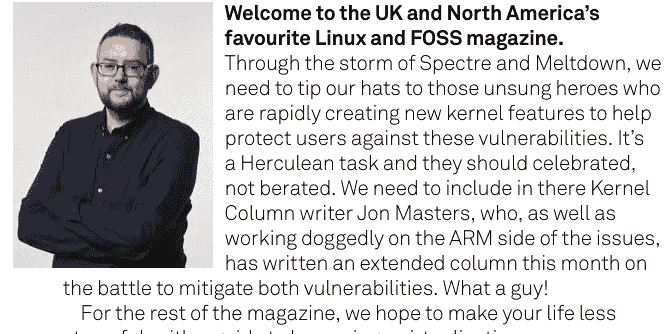 Welcome to the UK and North America’s
favourite Linux and FOSS magazine.
Through the storm of Spectre and Meltdown, we
need to tip our hats to those unsung heroes who
are rapidly creating new kernel features to help
protect users against these vulnerabilities. It’s
a Herculean task and they should celebrated,
not berated. We need to include in there Kernel
Column writer Jon Masters, who, as well as
working doggedly on the ARM side of the issues,
has written an extended column this month on
the battle to mitigate both vulnerabilities. What a guy!
For the rest of the magazine, we hope to make your life less